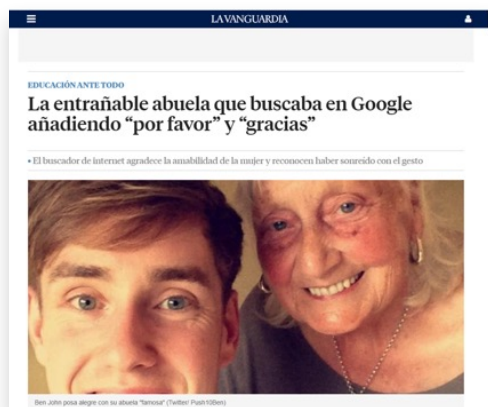 LAVANGUARDIA
EDUCACIÓN ANTE TODO
La entrañable abuela que buscaba en Google
añadiendo “por favor” y “gracias”
El buscador de internet agradece la amabilidad de la mujer y reconocen haber sonreído con el gesto
Ben John posa alegre con su abuela "famosa" (Twitter/ Push10Ben)